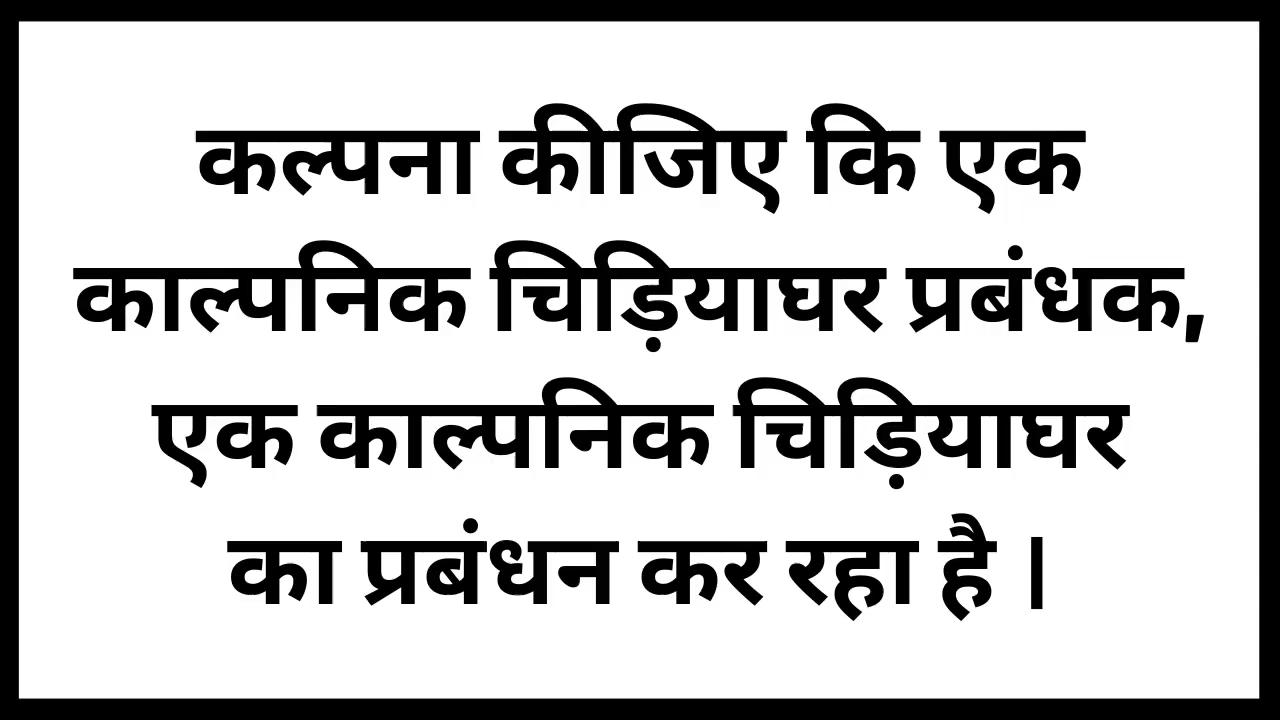 कल्पना कीजिए कि एक
काल्पनिक चिड़ियाघर प्रबंधक,
एक काल्पनिक चिड़ियाघर
का प्रबंधन कर रहा है |